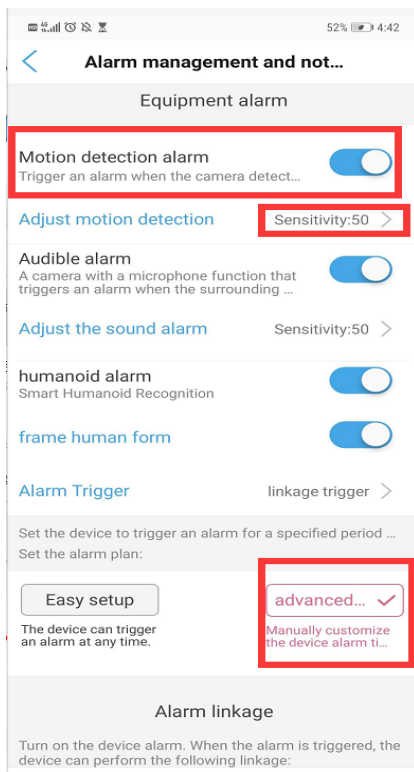 HD 4G 52% 4:42
Alarm management and not...
Equipment alarm
Motion detection alarm
Trigger an alarm when the camera detect...
Adjust motion detection Sensitivity:50
Audible alarm
A camera with a microphone function that
triggers an alarm when the surrounding ...
Adjust the sound alarm Sensitivity:50
humanoid alarm
Smart Humanoid Recognition
frame human form
Alarm Trigger linkage trigger
Set the device to trigger an alarm for a specified period ...
Set the alarm plan:
Easy setup advanced...
The device can trigger
an alarm at any time.
Manually customize
the device alarm ti...
Alarm linkage
Turn on the device alarm. When the alarm is triggered, the
device can perform the following linkage: